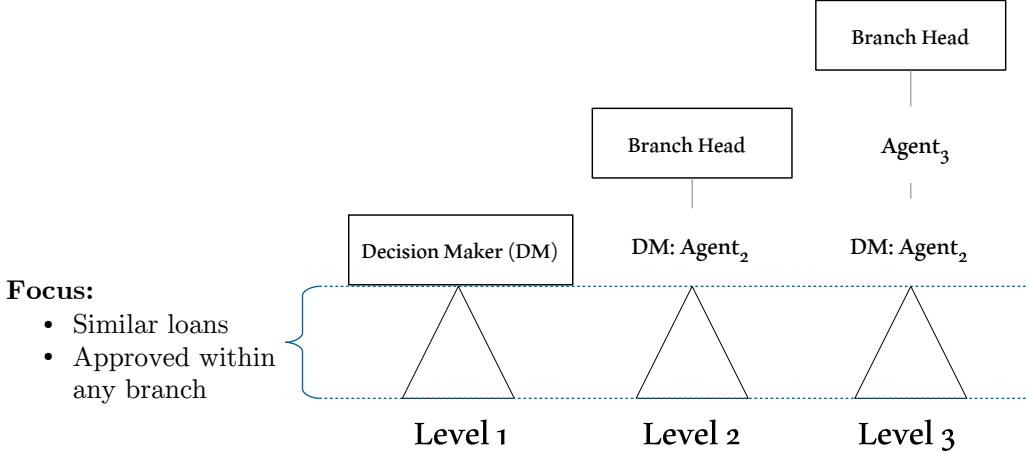 Branch Head
Branch Head
Agent₃
Decision Maker (DM)
DM: Agent₂
DM: Agent₂
Focus:
• Similar loans
• Approved within
any branch
Level 1
Level 2
Level 3